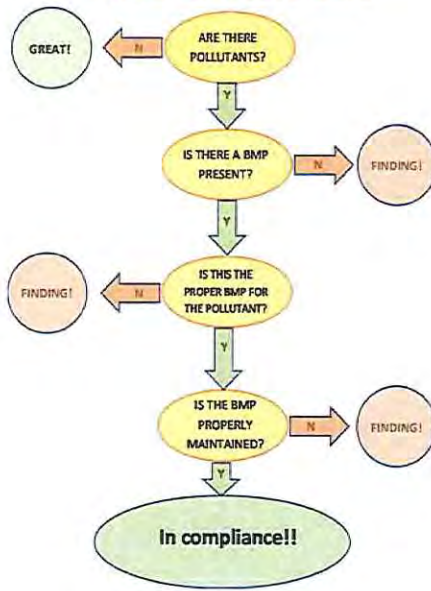 ARE THERE
POLLUTANTS?
N
GREAT!
Y
IS THERE A BMP
PRESENT?
N
FINDING!
Y
IS THIS THE
PROPER BMP FOR
THE POLLUTANT?
N
FINDING!
Y
IS THE BMP
PROPERLY
MAINTAINED?
N
FINDING!
Y
In compliance!!